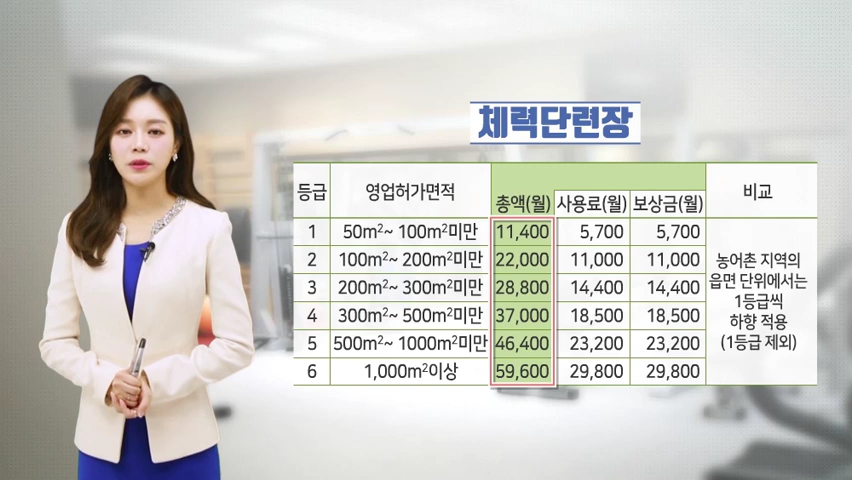 체력단련장
등급 영업허가면적 총액(월) 사용료(월) 보상금(월) 비교
1 50m²~ 100m²미만 11,400 5,700 5,700
2 100m²~ 200m²미만 22,000 11,000 11,000
3 200m²~ 300m²미만 28,800 14,400 14,400
4 300m²~ 500m²미만 37,000 18,500 18,500
5 500m²~ 1000m²미만 46,400 23,200 23,200
6 1,000m²이상 59,600 29,800 29,800
농어촌 지역의
읍면 단위에서는
1등급씩
하향 적용
(1등급 제외)